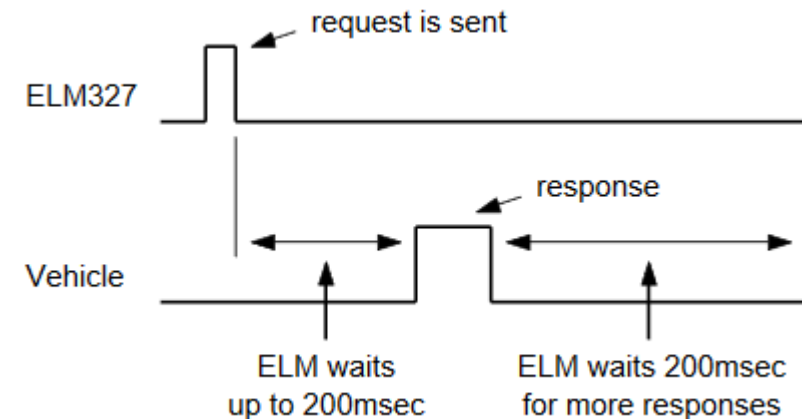 request is sent
ELM327
response
Vehicle
ELM waits
up to 200msec
ELM waits 200msec
for more responses